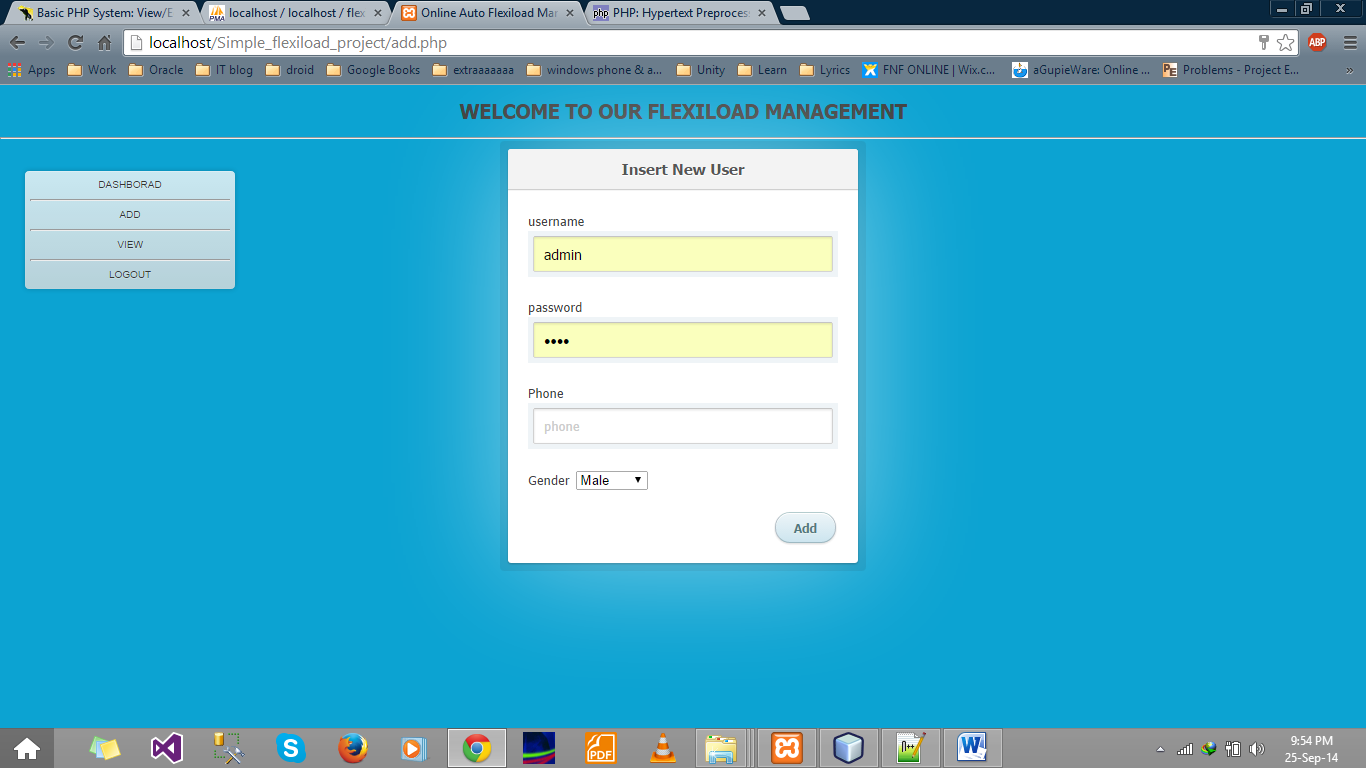 Basic PHP System: View/E
localhost / localhost / flex
Online Auto Flexiload Mar
PHP: Hypertext Preproces
localhost/Simple_flexiload_project/add.php
ABP
Apps Work Oracle IT blog droid Google Books extraaaaaaa windows phone & a... Unity Learn Lyrics FNF ONLINE | Wix.c... aGupieWare: Online ... Problems - Project E... »
WELCOME TO OUR FLEXILOAD MANAGEMENT
Insert New User
DASHBORAD
ADD
VIEW
LOGOUT
username
admin
password
••••
Phone
phone
Gender Male
Add
PDF
9:54 PM
25-Sep-14